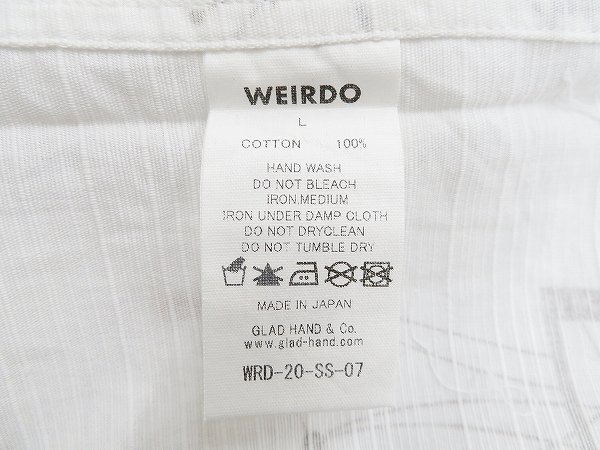 WEIRDO
L
COTTON 100%
HAND WASH
DO NOT BLEACH
IRON,MEDIUM
IRON UNDER DAMP CLOTH
DO NOT DRYCLEAN
DO NOT TUMBLE DRY
MADE IN JAPAN
GLAD HAND & Co.
www.glad-hand.com
WRD-20-SS-07